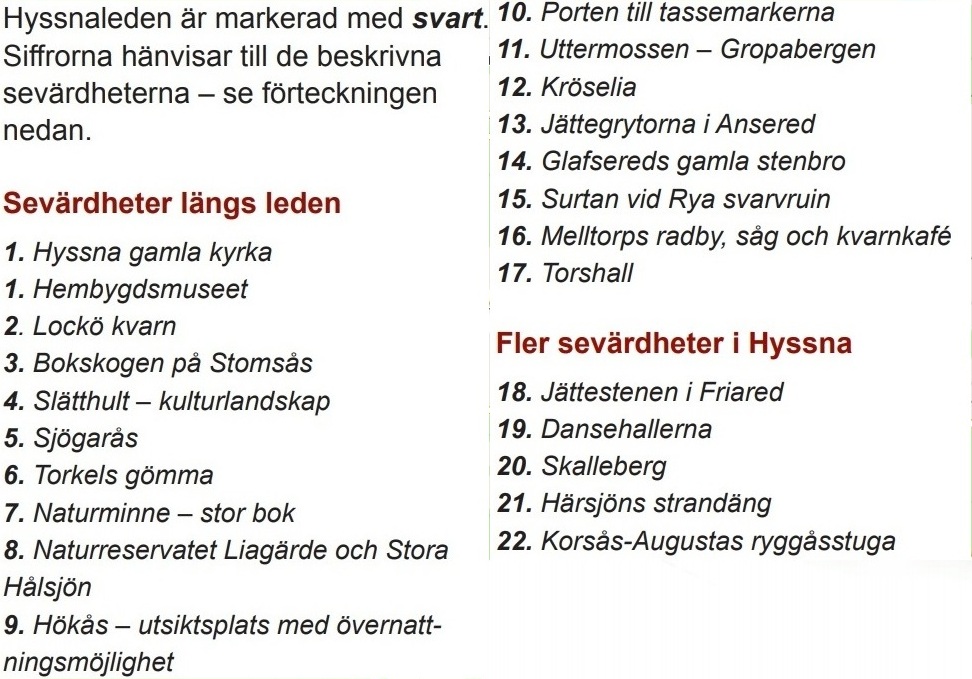 Hyssnaleden är markerad med svart.
Siffrorna hänvisar till de beskrivna
sevärdheterna – se förteckningen
nedan.
Sevärdheter längs leden
1. Hyssna gamla kyrka
1. Hembygdsmuseet
2. Lockö kvarn
3. Bokskogen på Stomsås
4. Slätthult – kulturlandskap
5. Sjögarås
6. Torkels gömma
7. Naturminne – stor bok
8. Naturreservatet Liagärde och Stora
Hålsjön
9. Hökås – utsiktsplats med övernatt-
ningsmöjlighet
10. Porten till tassemarkerna
11. Uttermossen – Gropabergen
12. Kröselia
13. Jättegrytorna i Ansered
14. Glafsereds gamla stenbro
15. Surtan vid Rya svarvruin
16. Melltorps radby, såg och kvarnkafé
17. Torshall
Fler sevärdheter i Hyssna
18. Jättestenen i Friared
19. Dansehallerna
20. Skalleberg
21. Härsjöns strandäng
22. Korsås-Augustas ryggåsstuga